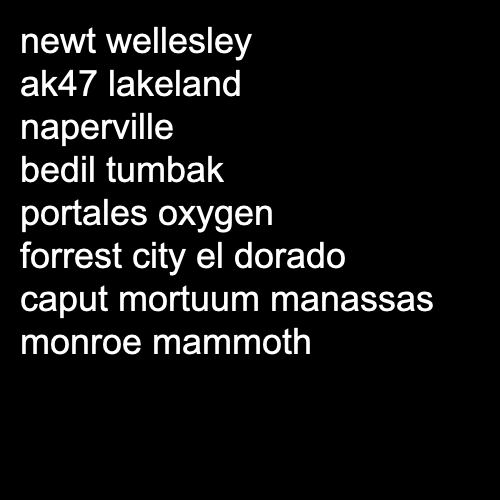 newt wellesley
ak47 lakeland
naperville
bedil tumbak
portales oxygen
forrest city el dorado
caput mortuum manassas
monroe mammoth